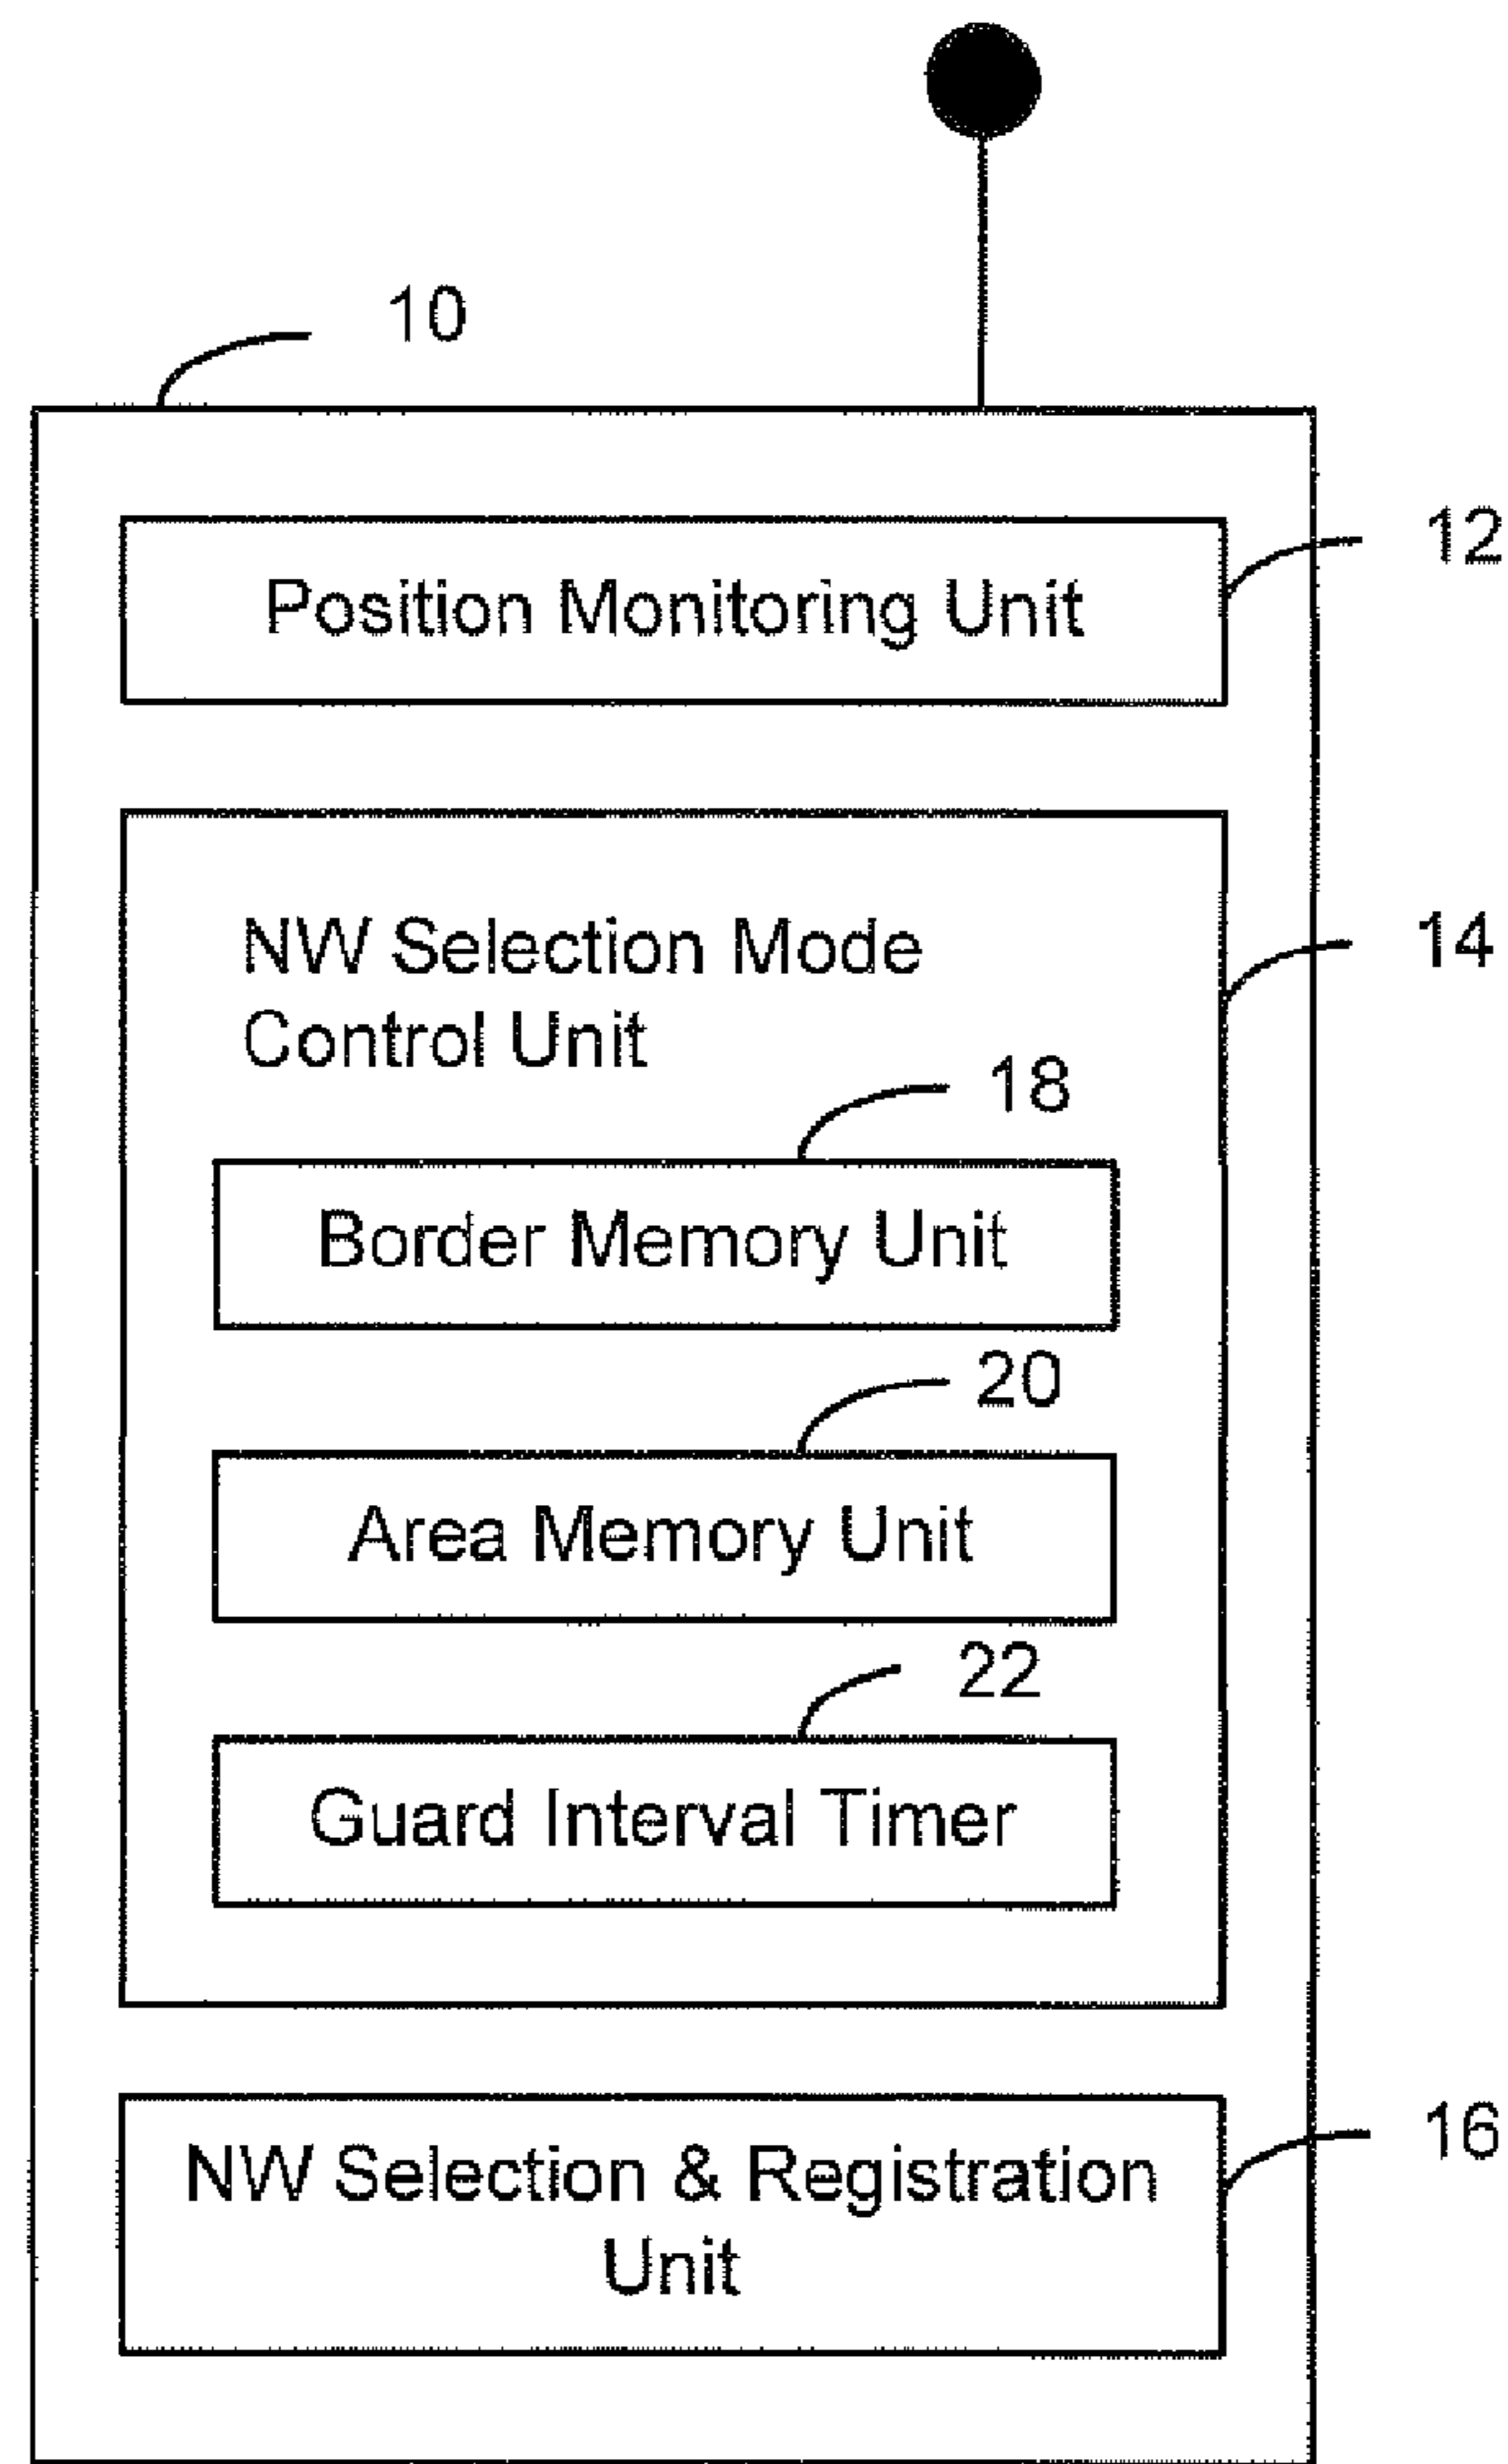 10
12
Position Monitoring Unit
14
NW Selection Mode
Control Unit
18
Border Memory Unit
20
Area Memory Unit
22
Guard Interval Timer
16
NW Selection & Registration
Unit